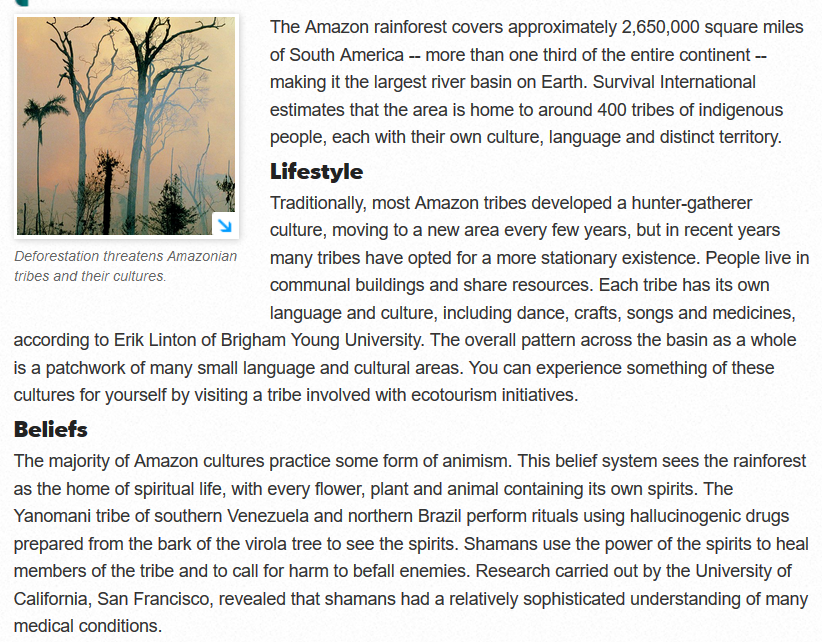 The Amazon rainforest covers approximately 2,650,000 square miles
of South America -- more than one third of the entire continent --
making it the largest river basin on Earth. Survival International
estimates that the area is home to around 400 tribes of indigenous
people, each with their own culture, language and distinct territory.
Deforestation threatens Amazonian
tribes and their cultures.
Lifestyle
Traditionally, most Amazon tribes developed a hunter-gatherer
culture, moving to a new area every few years, but in recent years
many tribes have opted for a more stationary existence. People live in
communal buildings and share resources. Each tribe has its own
language and culture, including dance, crafts, songs and medicines,
according to Erik Linton of Brigham Young University. The overall pattern across the basin as a whole
is a patchwork of many small language and cultural areas. You can experience something of these
cultures for yourself by visiting a tribe involved with ecotourism initiatives.
Beliefs
The majority of Amazon cultures practice some form of animism. This belief system sees the rainforest
as the home of spiritual life, with every flower, plant and animal containing its own spirits. The
Yanomani tribe of southern Venezuela and northern Brazil perform rituals using hallucinogenic drugs
prepared from the bark of the virola tree to see the spirits. Shamans use the power of the spirits to heal
members of the tribe and to call for harm to befall enemies. Research carried out by the University of
California, San Francisco, revealed that shamans had a relatively sophisticated understanding of many
medical conditions.